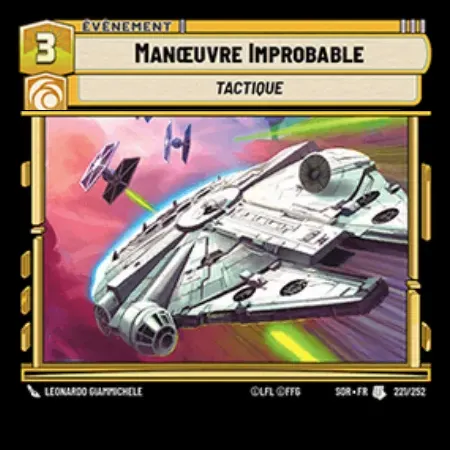 ÉVÉNEMENT
3
MANŒUVRE IMPROBABLE
TACTIQUE
LEONARDO GIAMMICHELE
©LFL ©FFG
SOR • FR
221/252